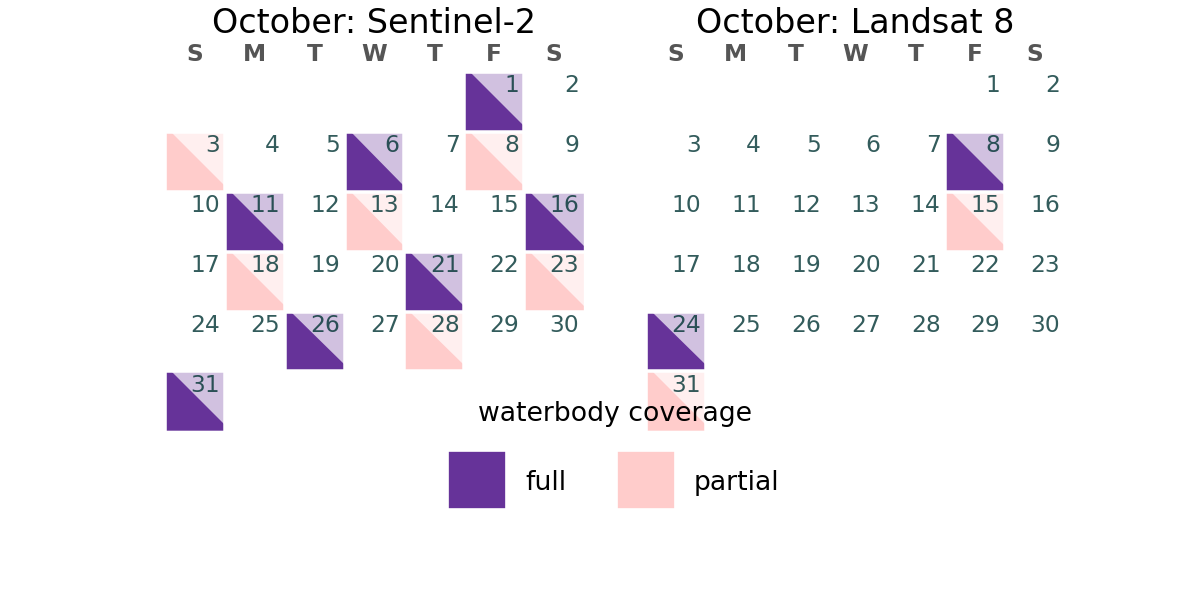 October: Sentinel-2
S M T W T F S
1 2
3 4 5 6 7 8 9
10 11 12 13 14 15 16
17 18 19 20 21 22 23
24 25 26 27 28 29 30
31
October: Landsat 8
S M T W T F S
1 2
3 4 5 6 7 8 9
10 11 12 13 14 15 16
17 18 19 20 21 22 23
24 25 26 27 28 29 30
31
waterbody coverage
full
partial